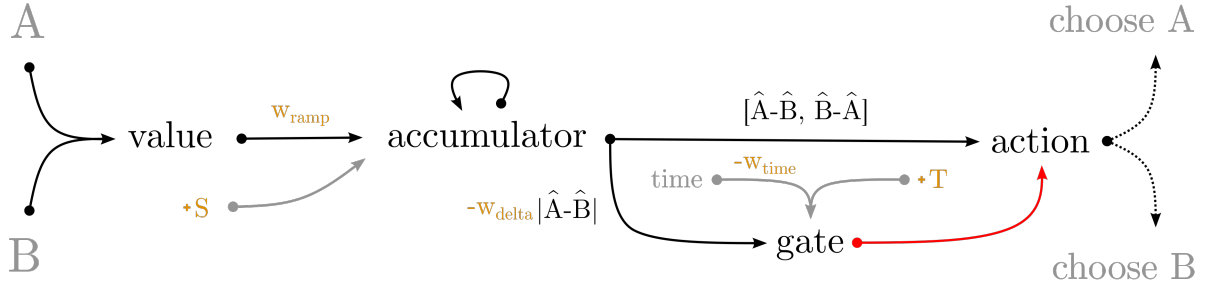 A
choose A
w_ramp
[Â-B̂, B̂-Â]
value
accumulator
action
-w_time
time
+T
+S
-w_delta|Â-B̂|
gate
B
choose B